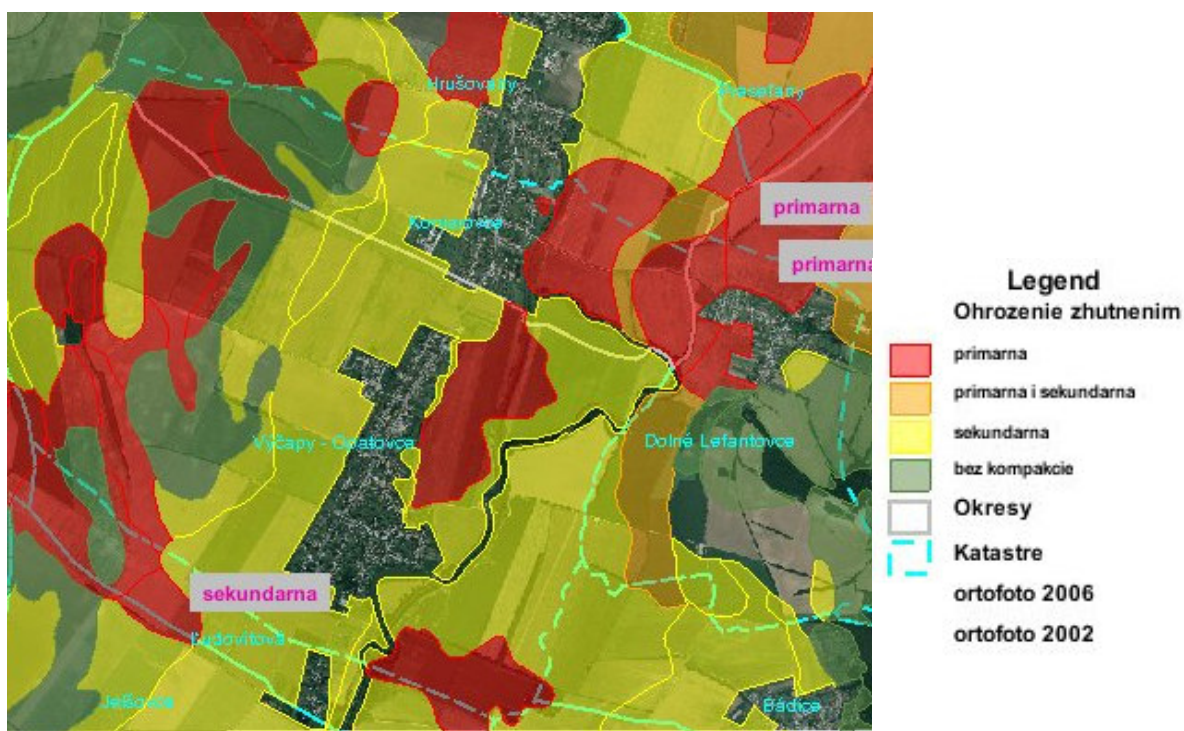 Hrušovany
Preseľany
primarna
Koniarovce
primarna
Výčapy - Opatovce
Dolné Lefantovce
sekundarna
Ľudovítová
Jelšovce
Bádice
Legend
Ohrozenie zhutnenim
primarna
primarna i sekundarna
sekundarna
bez kompakcie
Okresy
Katastre
ortofoto 2006
ortofoto 2002